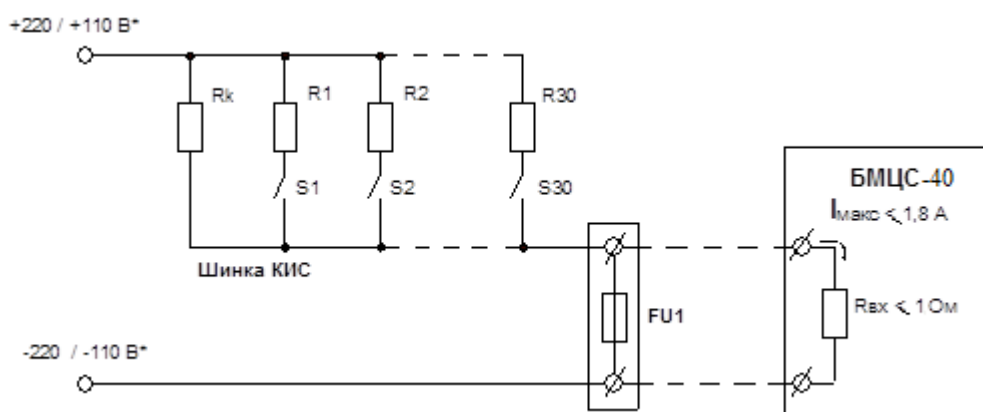 +220 / +110 В*
Rk
R1
R2
R30
S1
S2
S30
БМЦС-40
Iмакс < 1,8 А
Шинка КИС
FU1
Rвх < 1 Ом
-220 / -110 В*